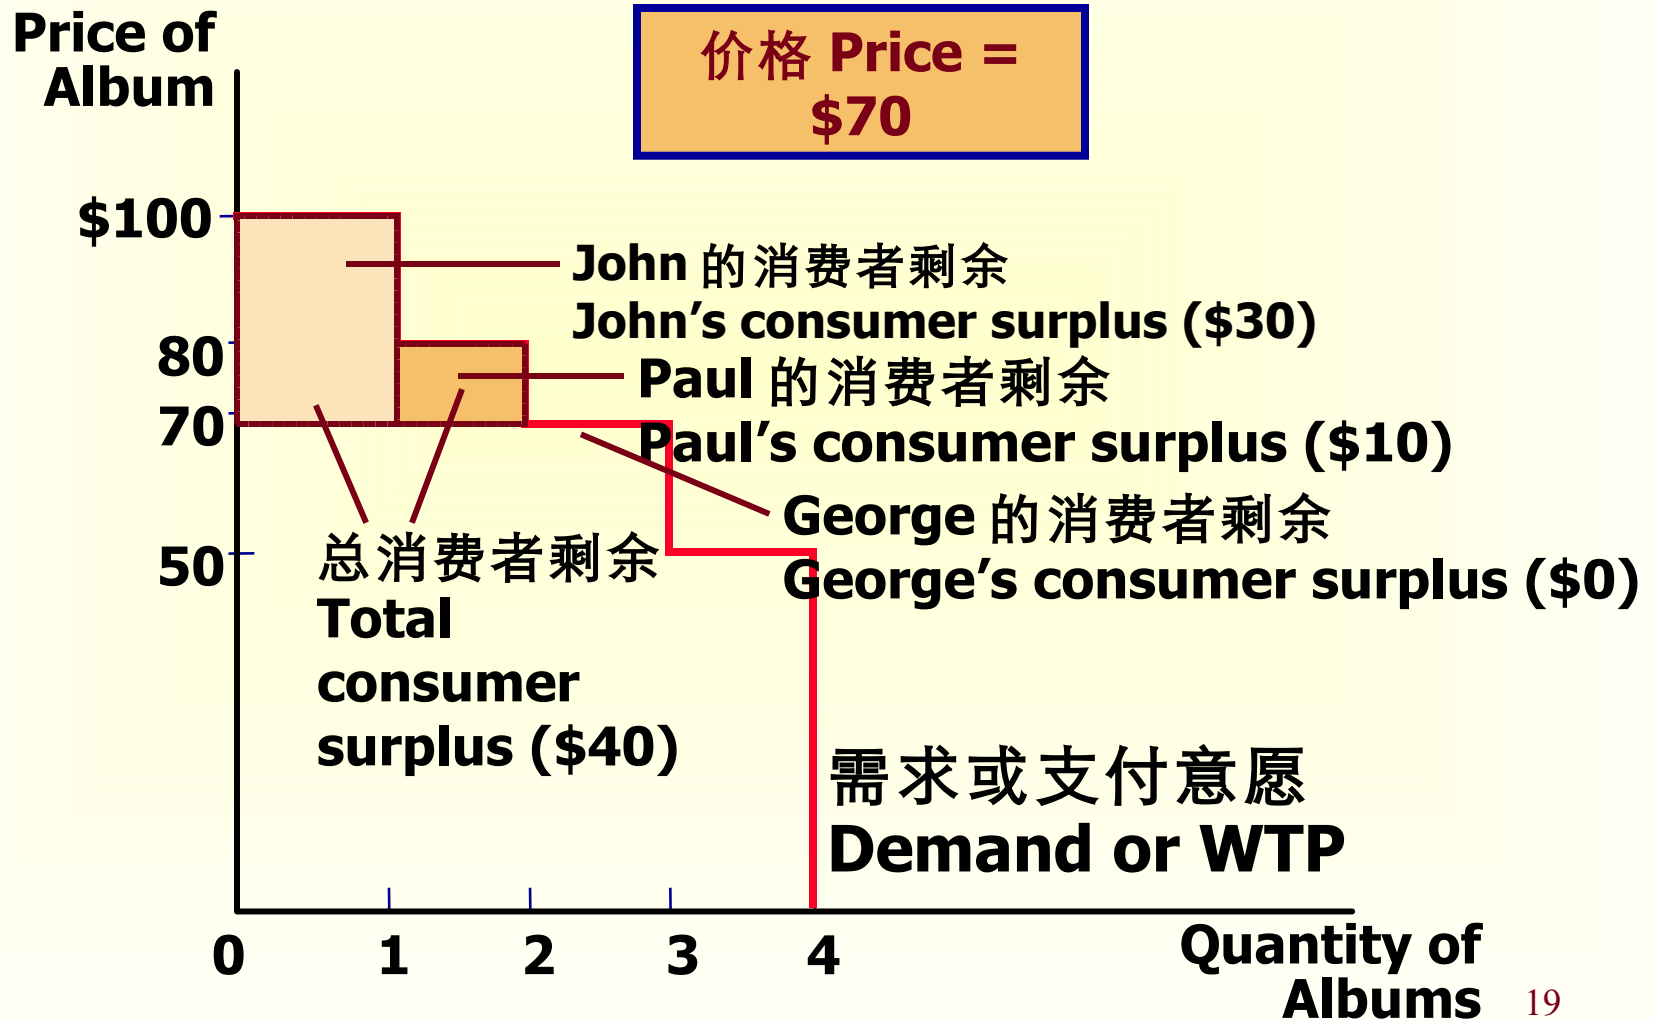 Price of
Album
价格 Price =
$70
$100
80
70
50
John 的消费者剩余
John’s consumer surplus ($30)
Paul 的消费者剩余
Paul’s consumer surplus ($10)
George 的消费者剩余
George’s consumer surplus ($0)
总消费者剩余
Total
consumer
surplus ($40)
需求或支付意愿
Demand or WTP
0 1 2 3 4
Quantity of
Albums
19